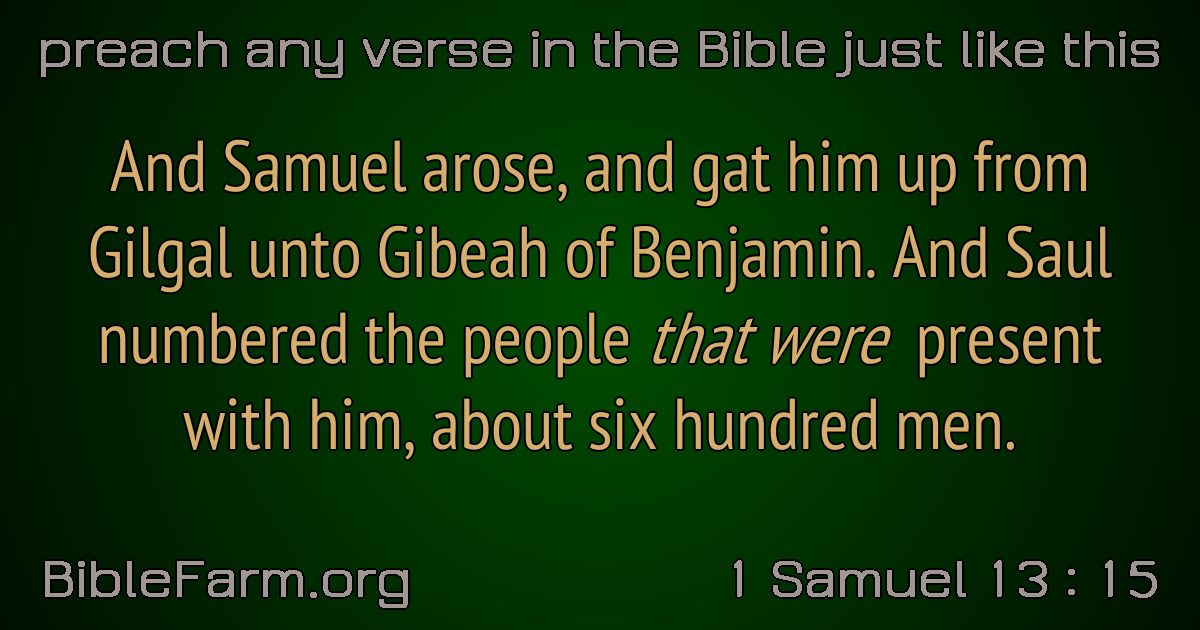 preach any verse in the Bible just like this
And Samuel arose, and gat him up from
Gilgal unto Gibeah of Benjamin. And Saul
numbered the people that were present
with him, about six hundred men.
BibleFarm.org
1 Samuel 13 : 15